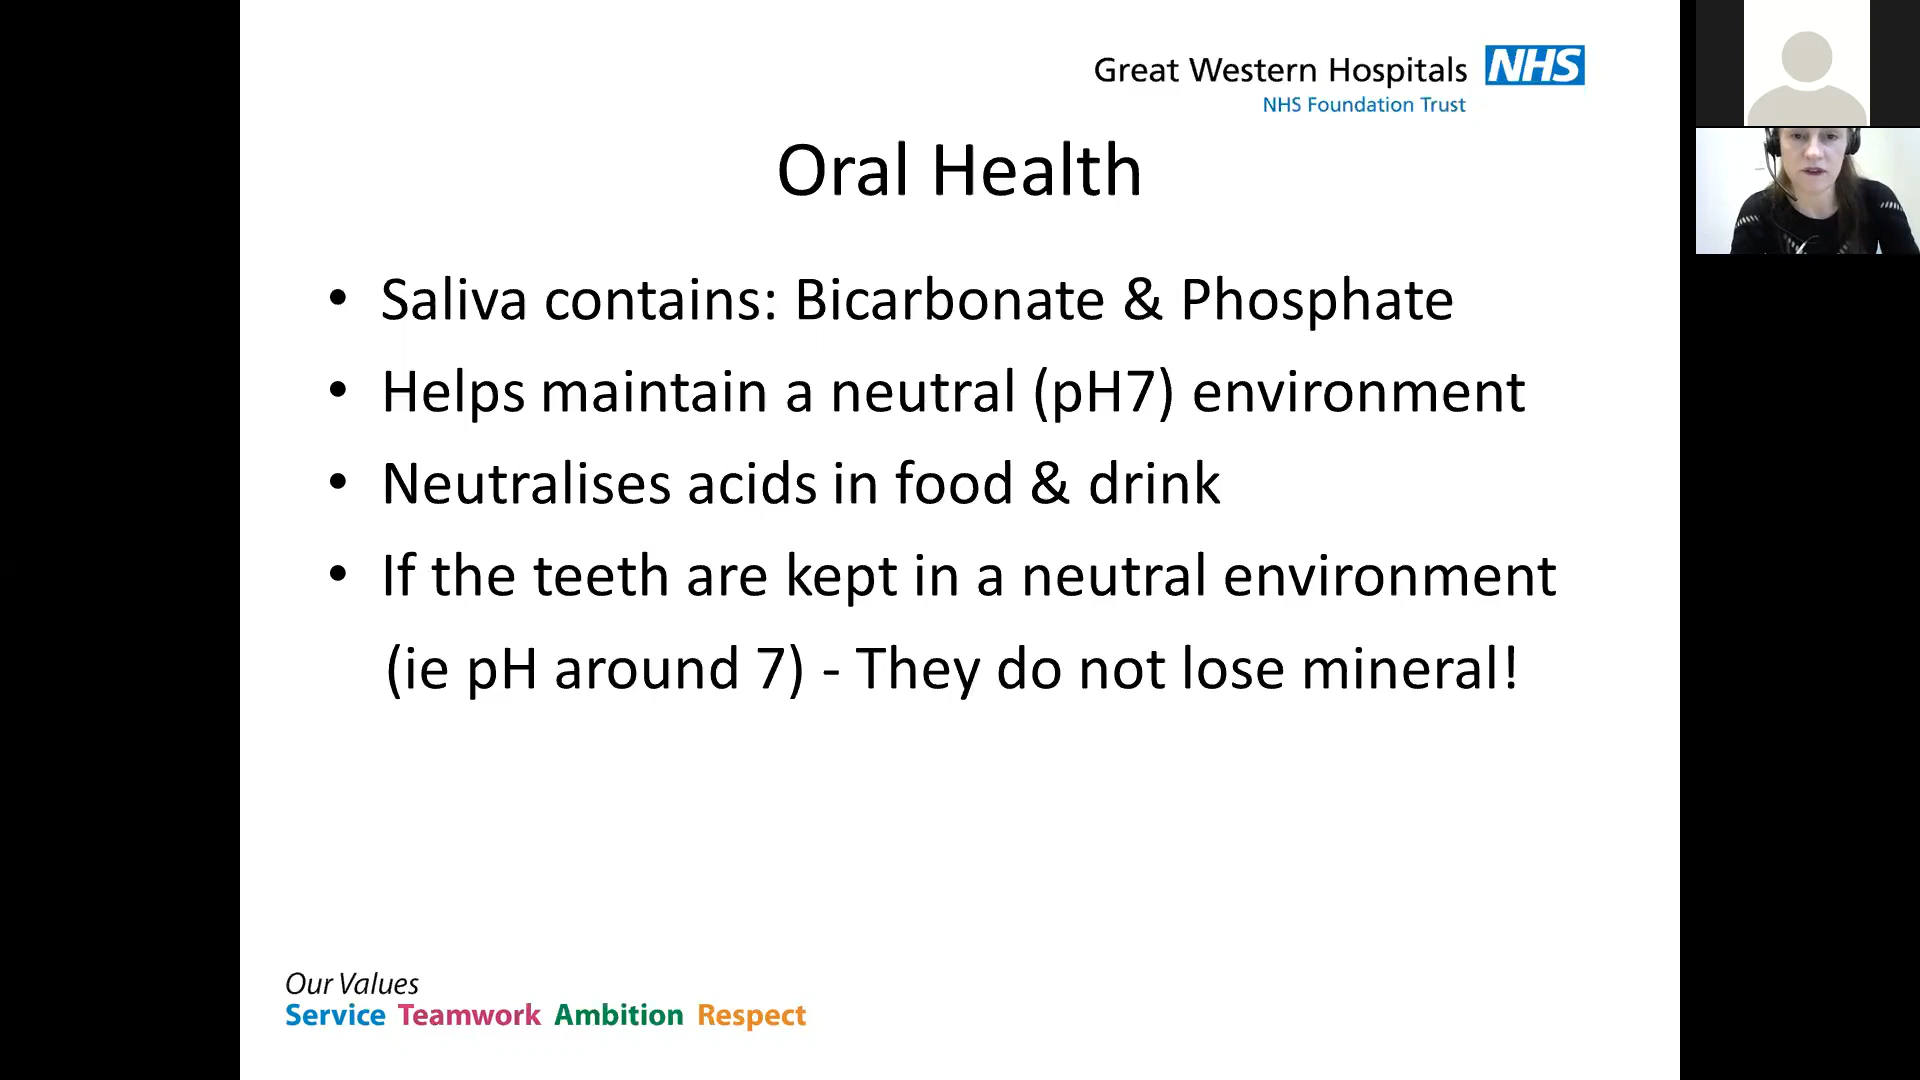 Great Western Hospitals NHS
NHS Foundation Trust
Oral Health
• Saliva contains: Bicarbonate & Phosphate
• Helps maintain a neutral (pH7) environment
• Neutralises acids in food & drink
• If the teeth are kept in a neutral environment
(ie pH around 7) - They do not lose mineral!
Our Values
Service Teamwork Ambition Respect